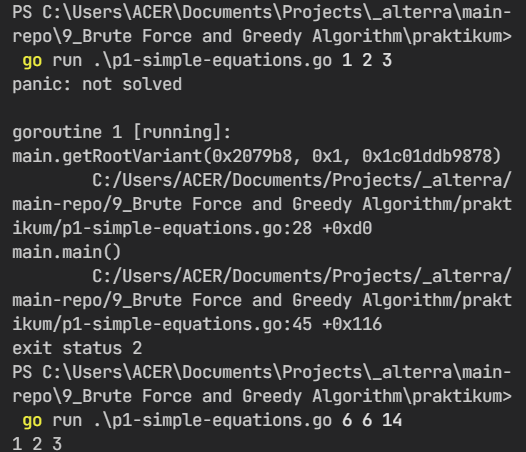 PS C:\Users\ACER\Documents\Projects\_alterra\main-
repo\9_Brute Force and Greedy Algorithm\praktikum>
go run .\p1-simple-equations.go 1 2 3
panic: not solved
goroutine 1 [running]:
main.getRootVariant(0x2079b8, 0x1, 0x1c01ddb9878)
C:/Users/ACER/Documents/Projects/_alterra/
main-repo/9_Brute Force and Greedy Algorithm/prakt
ikum/p1-simple-equations.go:28 +0xd0
main.main()
C:/Users/ACER/Documents/Projects/_alterra/
main-repo/9_Brute Force and Greedy Algorithm/prakt
ikum/p1-simple-equations.go:45 +0x116
exit status 2
PS C:\Users\ACER\Documents\Projects\_alterra\main-
repo\9_Brute Force and Greedy Algorithm\praktikum>
go run .\p1-simple-equations.go 6 6 14
1 2 3